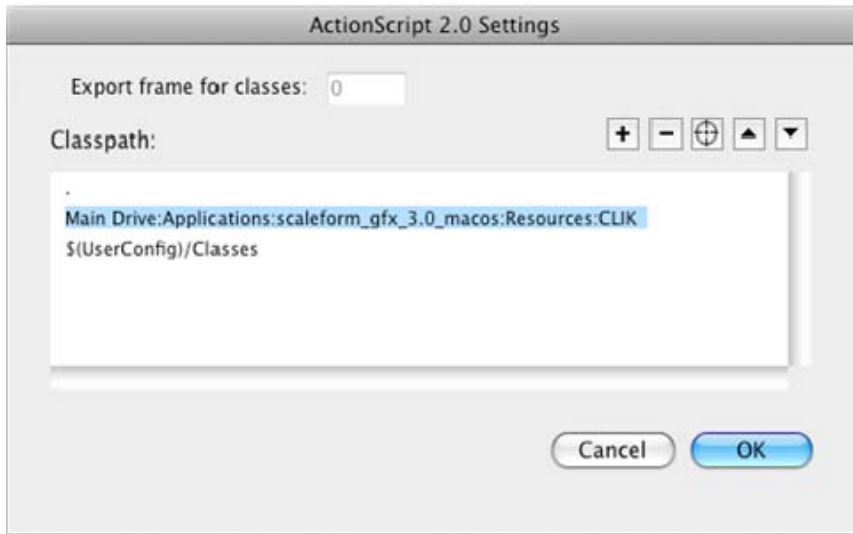 ActionScript 2.0 Settings
Export frame for classes: 0
Classpath:
.
Main Drive:Applications:scaleform_gfx_3.0_macos:Resources:CLIK
$(UserConfig)/Classes
Cancel
OK